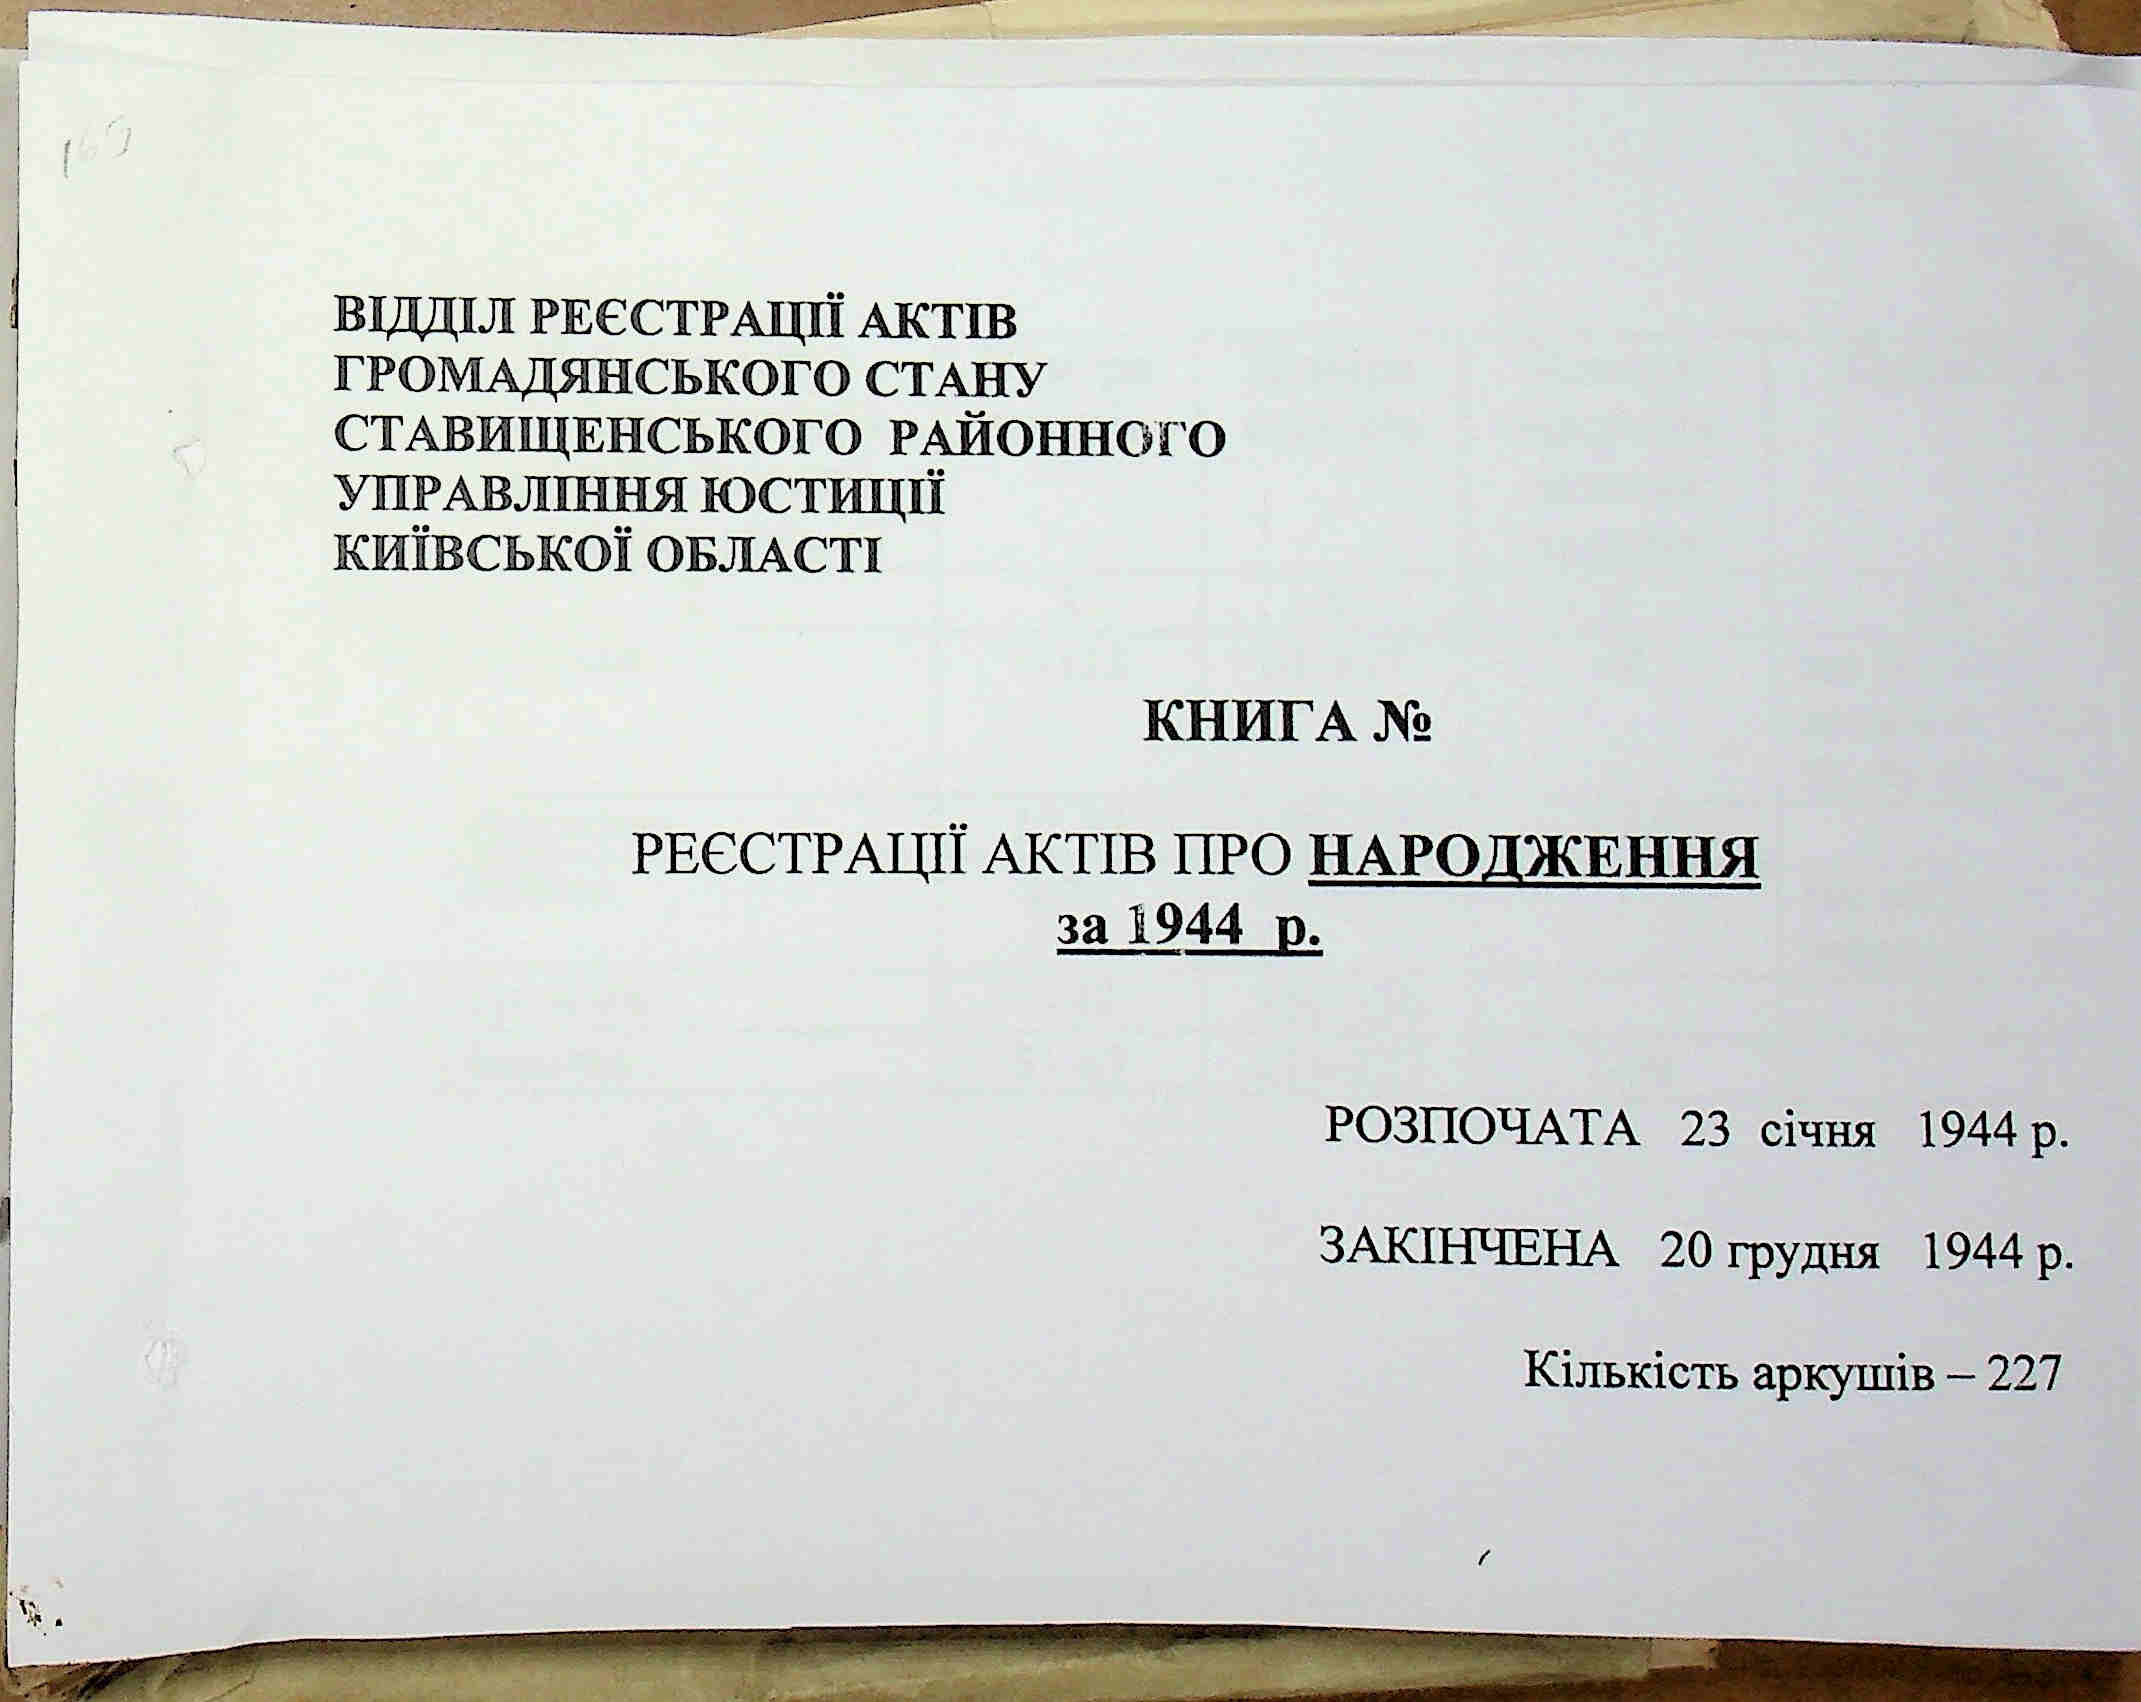 ВІДДІЛ РЕЄСТРАЦІЇ АКТІВ
ГРОМАДЯНСЬКОГО СТАНУ
СТАВИЩЕНСЬКОГО РАЙОННОГО
УПРАВЛІННЯ ЮСТИЦІЇ
КИЇВСЬКОЇ ОБЛАСТІ
КНИГА №
РЕЄСТРАЦІЇ АКТІВ ПРО НАРОДЖЕННЯ
за 1944 р.
РОЗПОЧАТА 23 січня 1944 р.
ЗАКІНЧЕНА 20 грудня 1944 р.
Кількість аркушів – 227